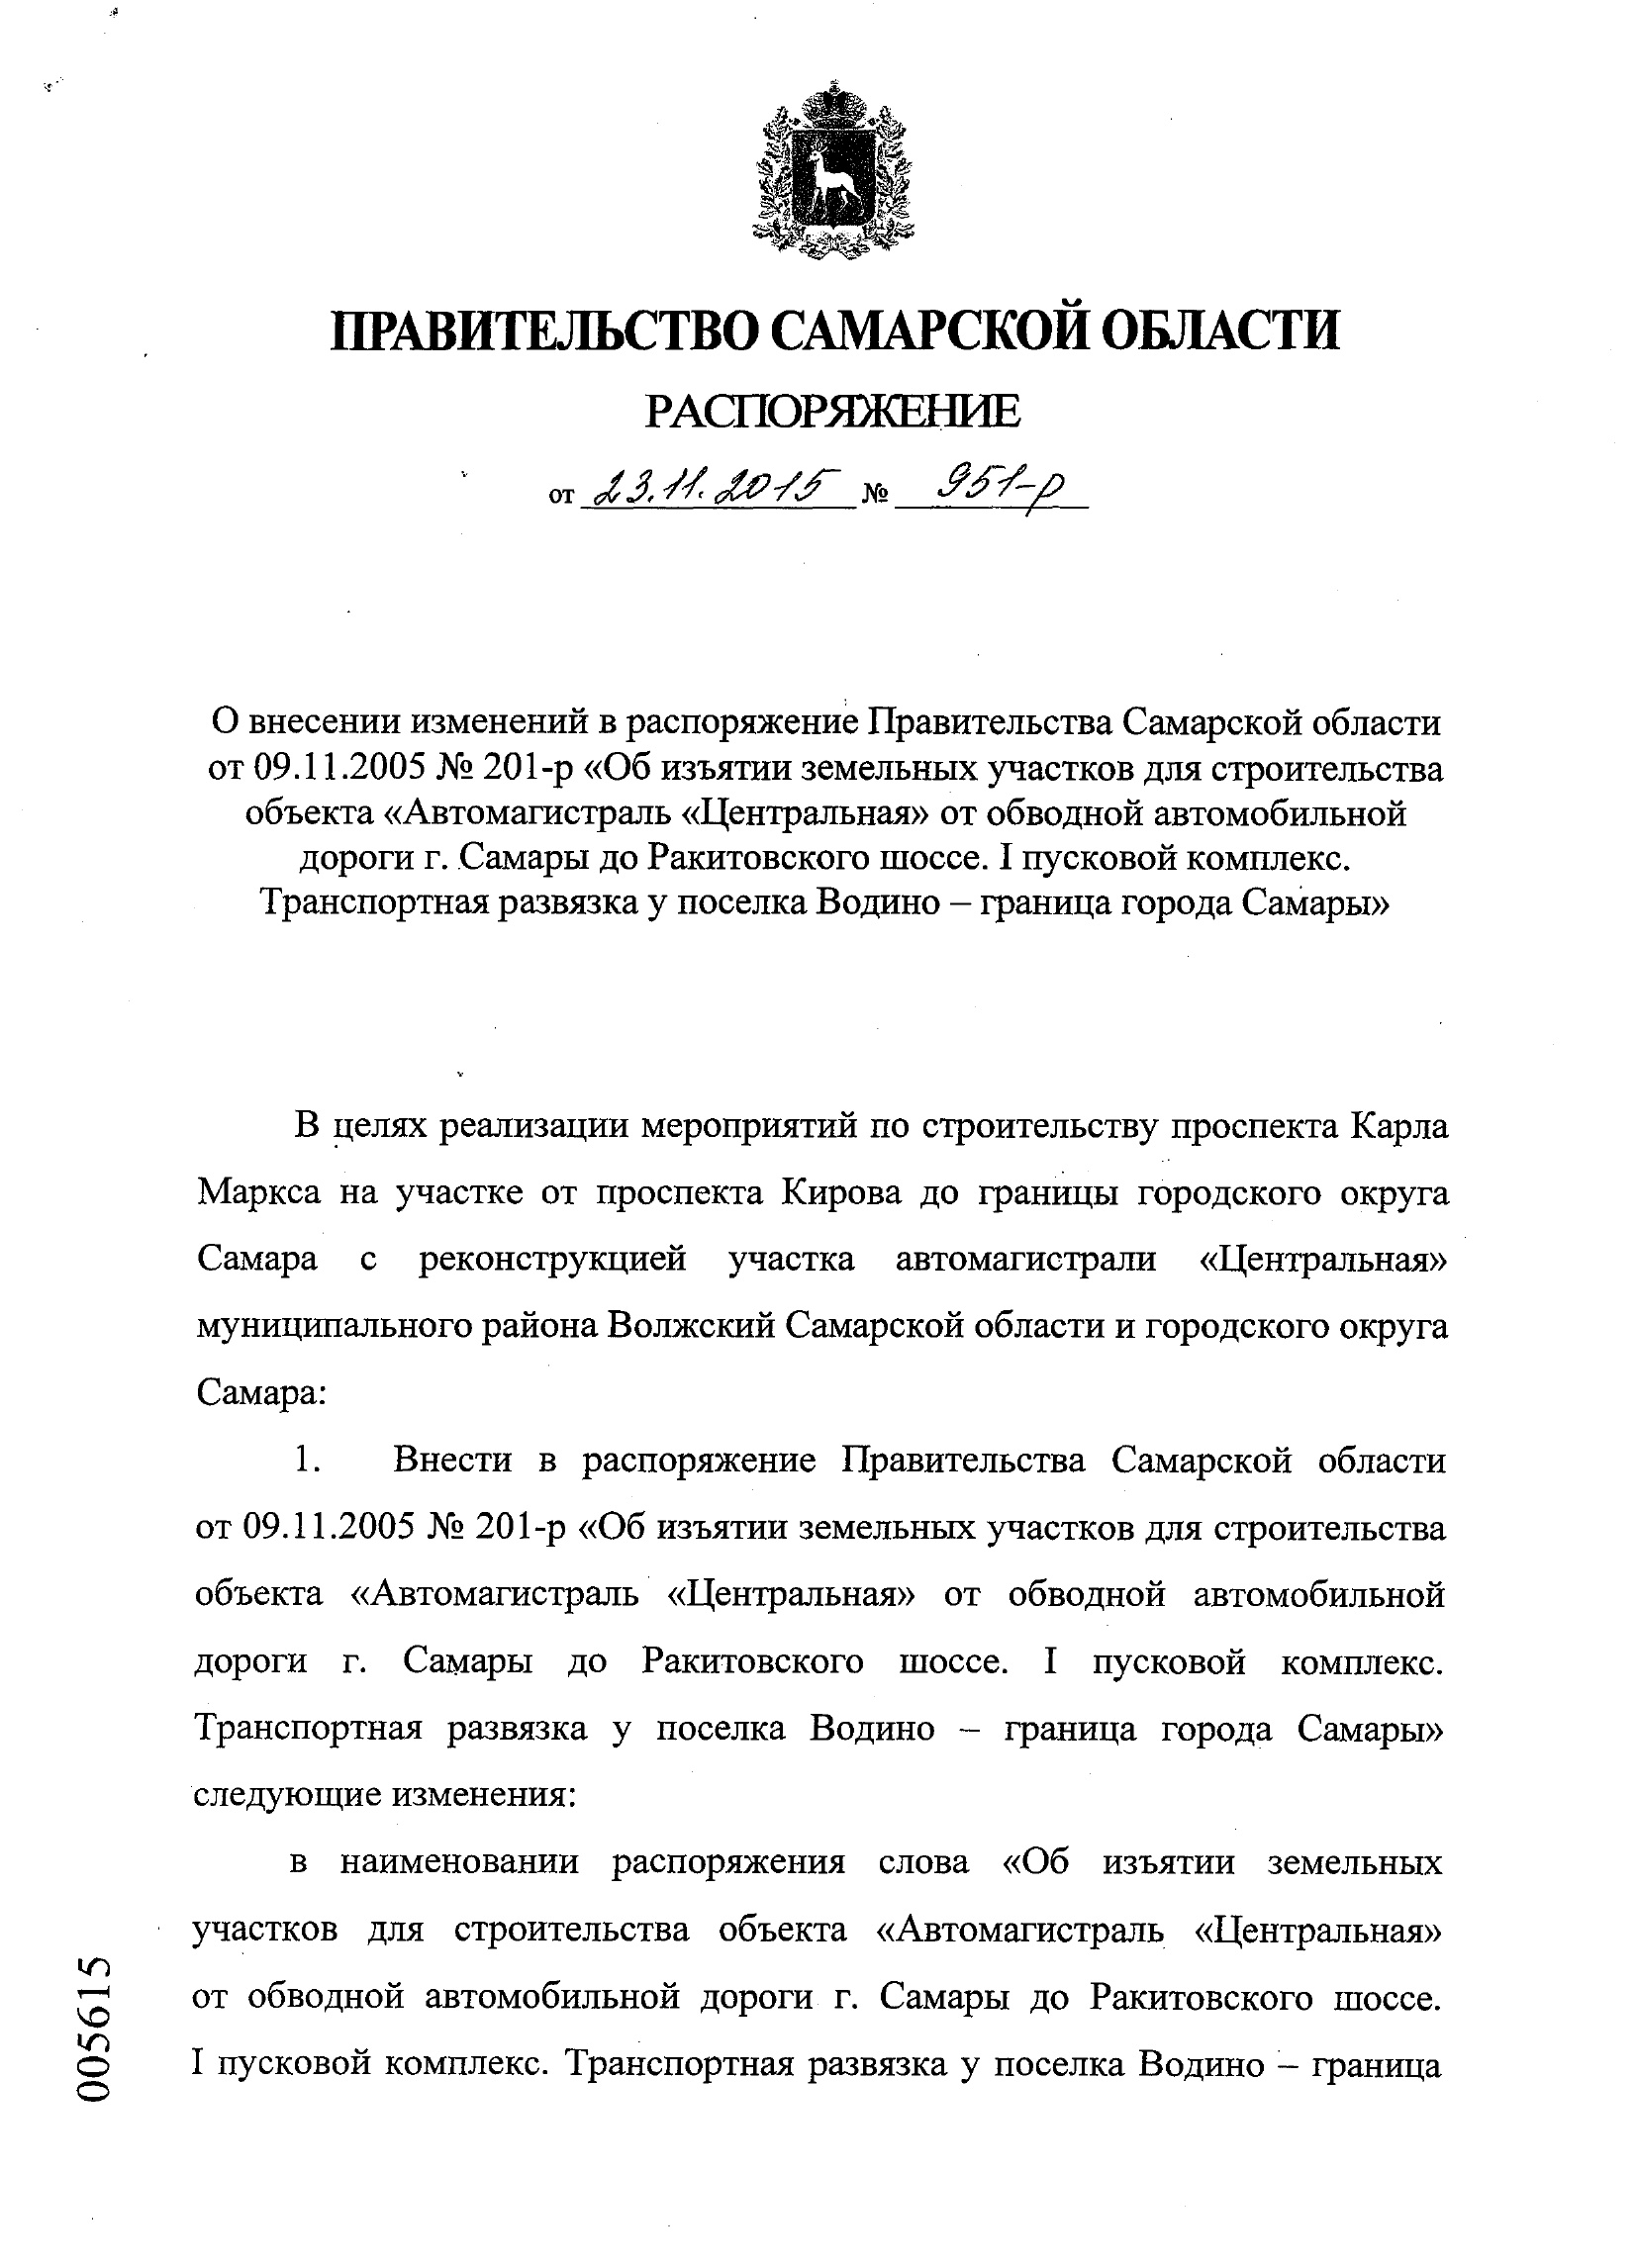 ПРАВИТЕЛЬСТВО САМАРСКОЙ ОБЛАСТИ
РАСПОРЯЖЕНИЕ
от 23.11.2015 № 951-р
О внесении изменений в распоряжение Правительства Самарской области
от 09.11.2005 № 201-р «Об изъятии земельных участков для строительства
объекта «Автомагистраль «Центральная» от обводной автомобильной
дороги г. Самары до Ракитовского шоссе. I пусковой комплекс.
Транспортная развязка у поселка Водино – граница города Самары»
В целях реализации мероприятий по строительству проспекта Карла
Маркса на участке от проспекта Кирова до границы городского округа
Самара с реконструкцией участка автомагистрали «Центральная»
муниципального района Волжский Самарской области и городского округа
Самара:
1. Внести в распоряжение Правительства Самарской области
от 09.11.2005 № 201-р «Об изъятии земельных участков для строительства
объекта «Автомагистраль «Центральная» от обводной автомобильной
дороги г. Самары до Ракитовского шоссе. I пусковой комплекс.
Транспортная развязка у поселка Водино – граница города Самары»
следующие изменения:
в наименовании распоряжения слова «Об изъятии земельных
участков для строительства объекта «Автомагистраль «Центральная»
от обводной автомобильной дороги г. Самары до Ракитовского шоссе.
I пусковой комплекс. Транспортная развязка у поселка Водино – граница
005615